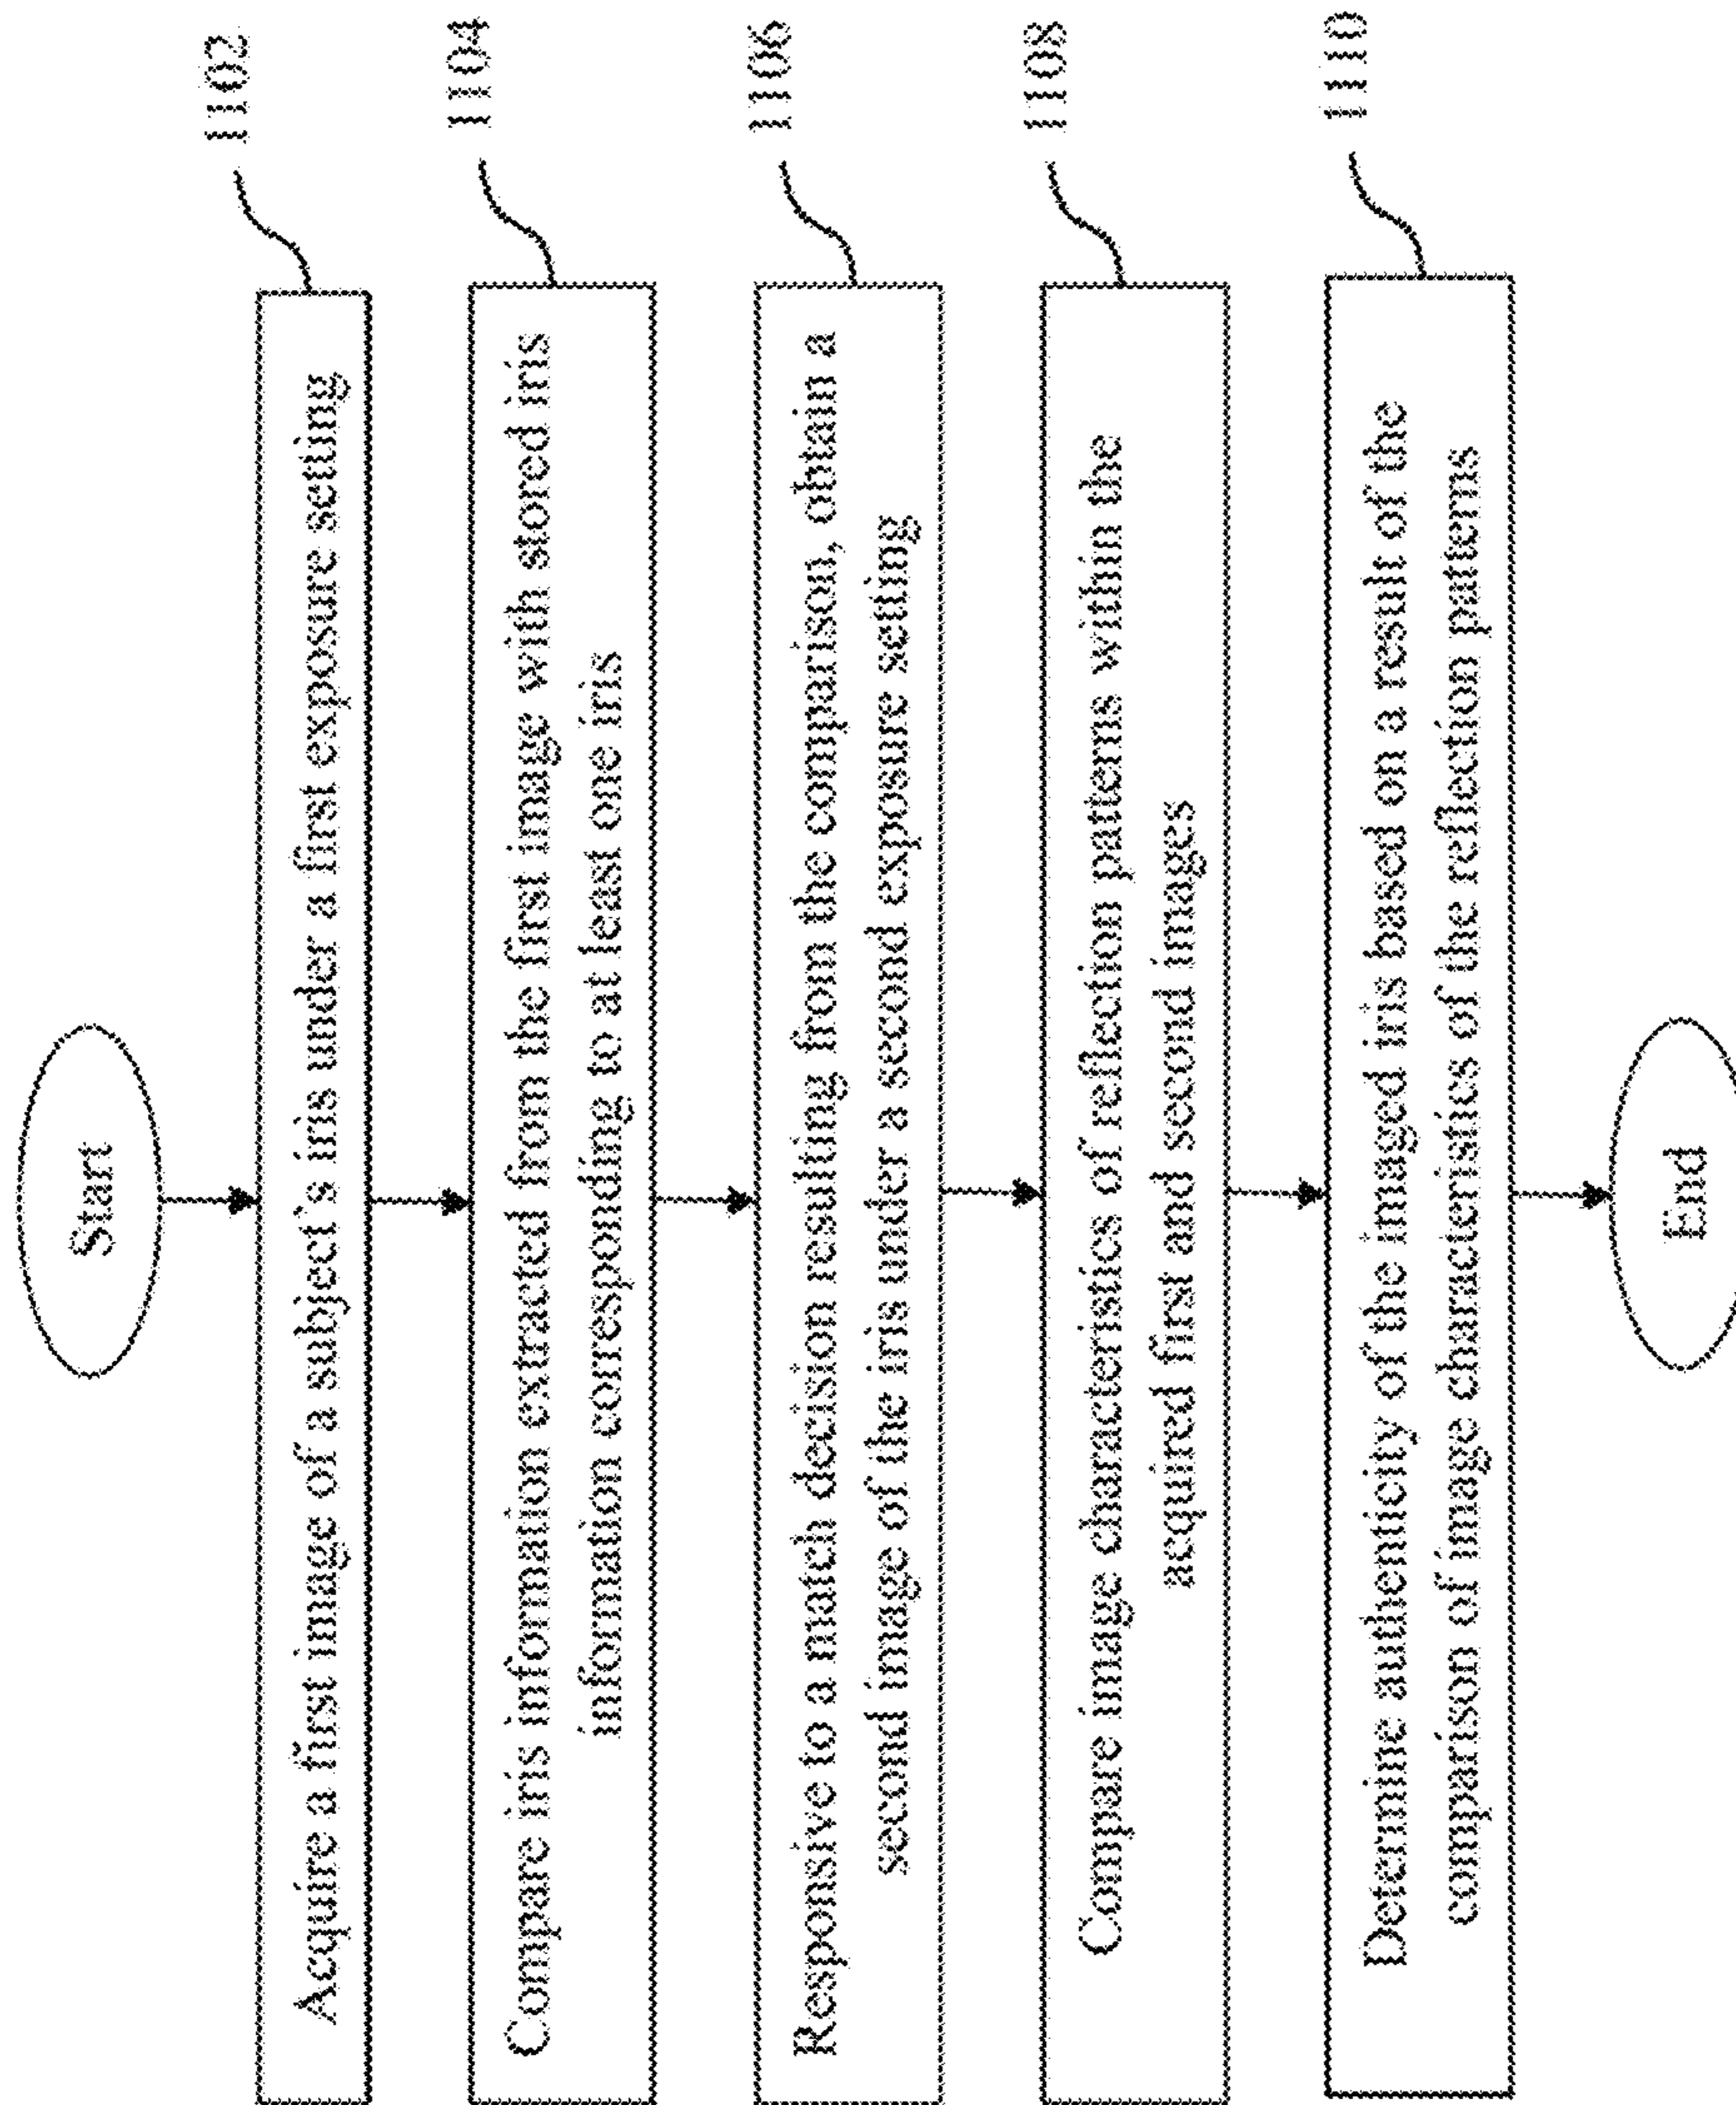 Start
Acquire a first image of a subject's iris under a first exposure setting
1102
Compare iris information extracted from the first image with stored iris
information corresponding to at least one iris
1104
Responsive to a match decision resulting from the comparison, obtain a
second image of the iris under a second exposure setting
1106
Compare image characteristics of reflection patterns within the
acquired first and second images
1108
Determine authenticity of the imaged iris based on a result of the
comparison of image characteristics of the reflection patterns
1110
End